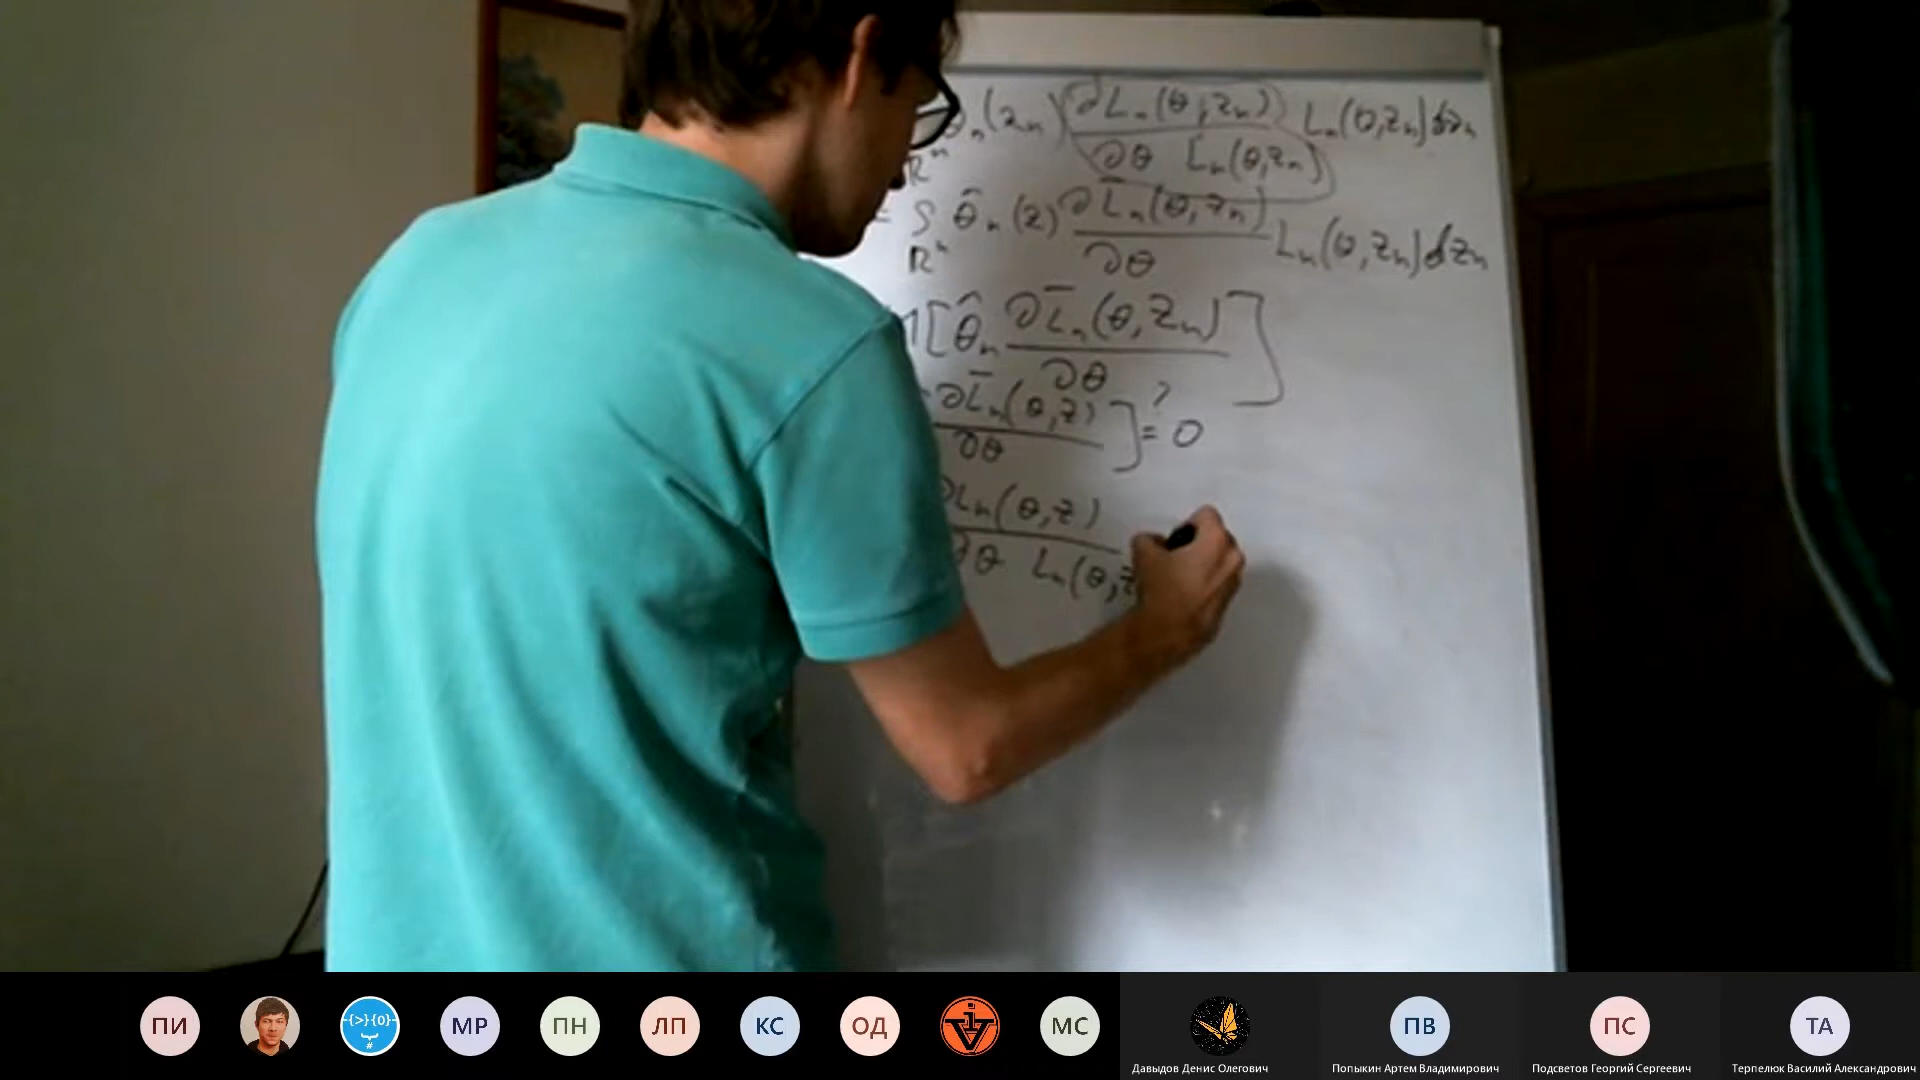 θ̂ₙ(zₙ) ∂Lₙ(θ,zₙ) Lₙ(θ,zₙ)dzₙ
Rⁿ ∂θ Lₙ(θ,zₙ)
= ∫ θ̂ₙ(z) ∂L̄ₙ(θ,zₙ) Lₙ(θ,zₙ)dzₙ
Rⁿ ∂θ
[θ̂ₙ ∂L̄ₙ(θ,Zₙ)]
∂θ
∂L̄ₙ(θ,z)] ?= 0
∂θ
∂Lₙ(θ,z)
∂θ Lₙ(θ,z
ПИ
{>}{0}
#
МР
ПН
ЛП
КС
ОД
МС
ПВ
ПС
ТА
Давыдов Денис Олегович
Попыкин Артем Владимирович
Подсветов Георгий Сергеевич
Терпелюк Василий Александрович